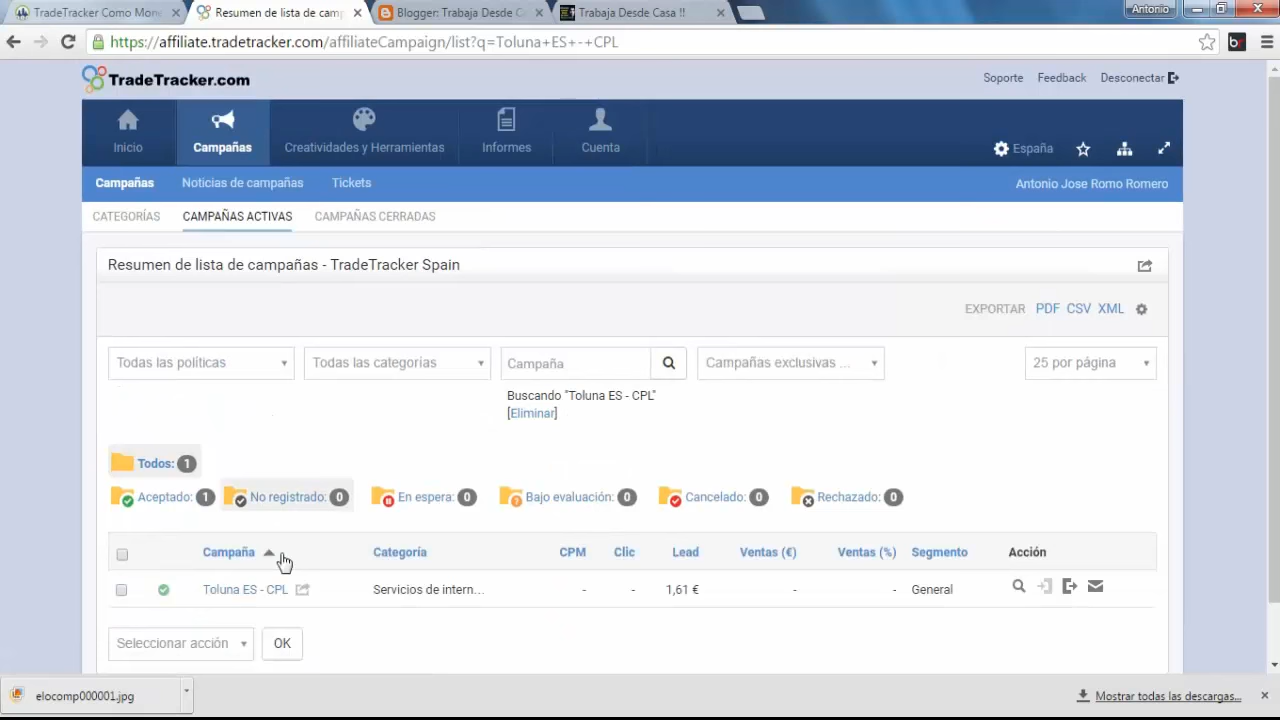 TradeTracker Como Mon
Resumen de lista de camp
Blogger: Trabaja Desde C
Trabaja Desde Casa !!
Antonio
https://affiliate.tradetracker.com/affiliateCampaign/list?q=Toluna+ES+-+CPL
br
TradeTracker.com
Soporte Feedback Desconectar
Inicio Campañas Creatividades y Herramientas Informes Cuenta España
Campañas Noticias de campañas Tickets Antonio Jose Romo Romero
CATEGORÍAS CAMPAÑAS ACTIVAS CAMPAÑAS CERRADAS
Resumen de lista de campañas - TradeTracker Spain
EXPORTAR PDF CSV XML
Todas las políticas Todas las categorías Campaña Campañas exclusivas ... 25 por página
Buscando "Toluna ES - CPL"
[Eliminar]
Todos: 1
Aceptado: 1 No registrado: 0 En espera: 0 Bajo evaluación: 0 Cancelado: 0 Rechazado: 0
Campaña Categoría CPM Clic Lead Ventas (€) Ventas (%) Segmento Acción
Toluna ES - CPL Servicios de intern... - - 1,61 € - - General
Seleccionar acción OK
elocomp000001.jpg Mostrar todas las descargas...